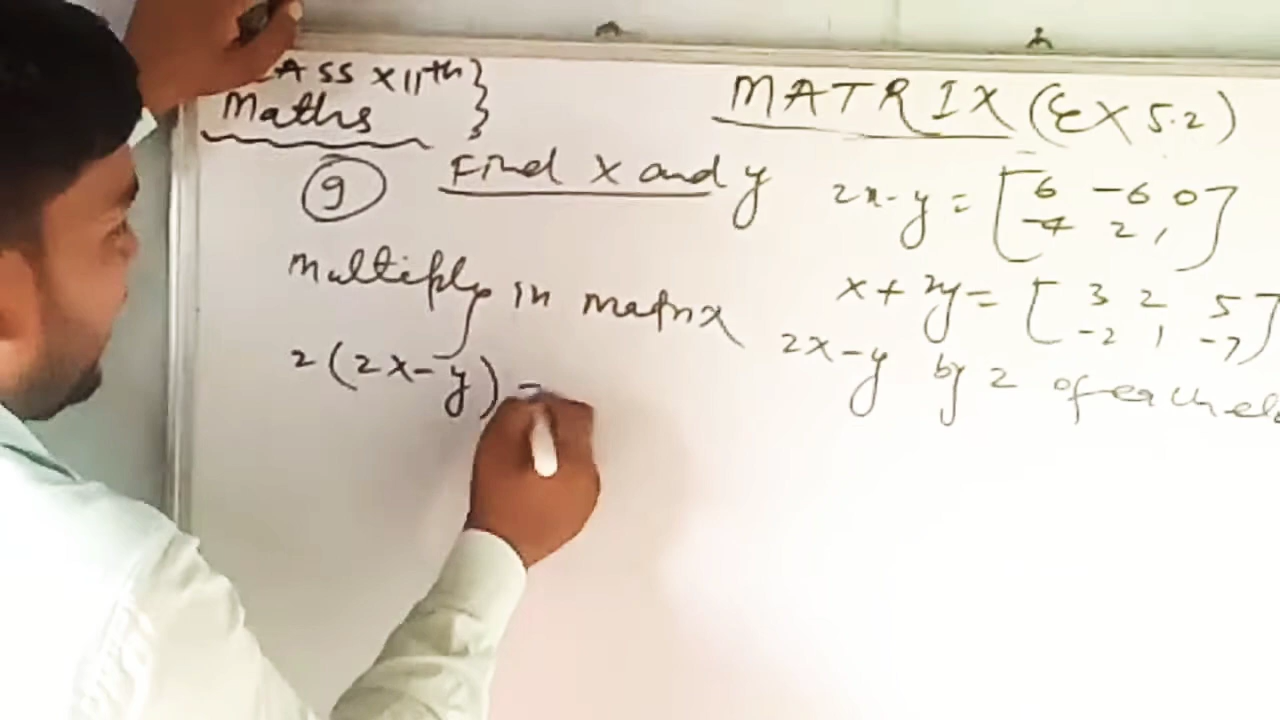 ASS X11th }
Maths
MATRIX (EX 5.2)
9 Find x and y
2x-y = [6 -6 0
-4 2 1]
x + 2y = [3 2 5
-2 1 -7]
Multiply in matrix 2x-y by 2 of each
2(2x-y) =